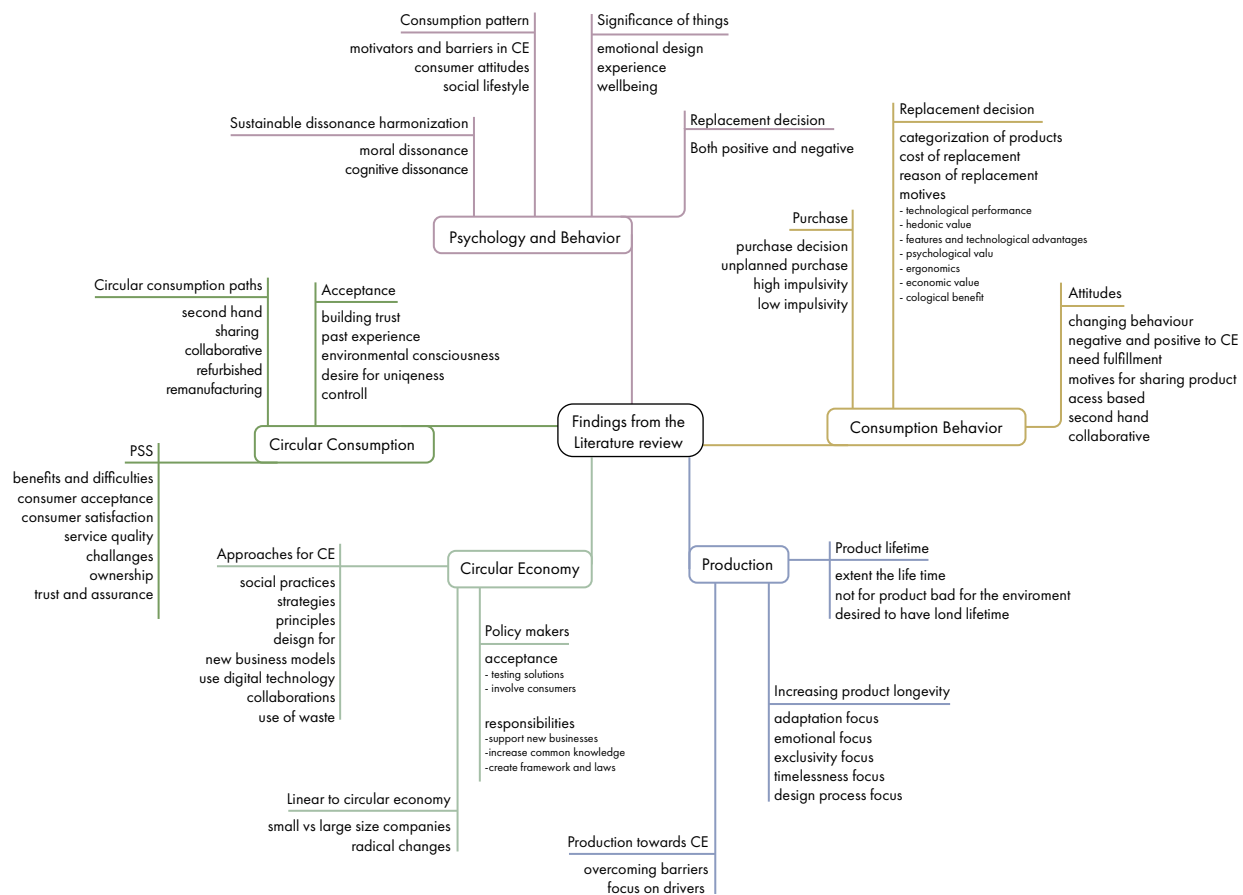 Consumption pattern
motivators and barriers in CE
consumer attitudes
social lifestyle
Significance of things
emotional design
experience
wellbeing
Sustainable dissonance harmonization
moral dissonance
cognitive dissonance
Replacement decision
Both positive and negative
Psychology and Behavior
Replacement decision
categorization of products
cost of replacement
reason of replacement
motives
- technological performance
- hedonic value
- features and technological advantages
- psychological valu
- ergonomics
- economic value
- cological benefit
Purchase
purchase decision
unplanned purchase
high impulsivity
low impulsivity
Attitudes
changing behaviour
negative and positive to CE
need fulfillment
motives for sharing product
acess based
second hand
collaborative
Consumption Behavior
Circular consumption paths
second hand
sharing
collaborative
refurbished
remanufacturing
Acceptance
building trust
past experience
environmental consciousness
desire for uniqeness
controll
Circular Consumption
Findings from the
Literature review
PSS
benefits and difficulties
consumer acceptance
consumer satisfaction
service quality
challanges
ownership
trust and assurance
Approaches for CE
social practices
strategies
principles
deisgn for
new business models
use digital technology
collaborations
use of waste
Circular Economy
Policy makers
acceptance
- testing solutions
- involve consumers
responsibilities
-support new businesses
-increase common knowledge
-create framework and laws
Linear to circular economy
small vs large size companies
radical changes
Production
Product lifetime
extent the life time
not for product bad for the enviroment
desired to have lond lifetime
Increasing product longevity
adaptation focus
emotional focus
exclusivity focus
timelessness focus
design process focus
Production towards CE
overcoming barriers
focus on drivers